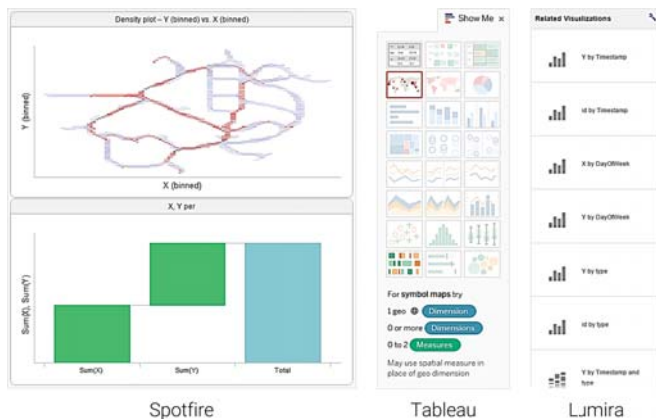 Density plot – Y (binned) vs. X (binned)
Y (binned)
X (binned)
X, Y per
Sum(X), Sum(Y)
Sum(X)
Sum(Y)
Total
Spotfire
Show Me ×
For symbol maps try
1 geo Dimension
0 or more Dimensions
0 to 2 Measures
May use spatial measure in
place of geo dimension
Tableau
Related Visualizations
Y by Timestamp
id by Timestamp
X by DayOfWeek
Y by DayOfWeek
Y by type
id by type
Y by Timestamp and
type
Lumira